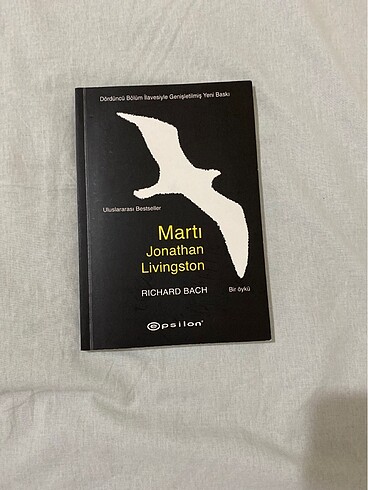 Dördüncü Bölüm İlavesiyle Genişletilmiş Yeni Baskı
Uluslararası Bestseller
Martı
Jonathan
Livingston
RICHARD BACH
Bir öykü
epsilon